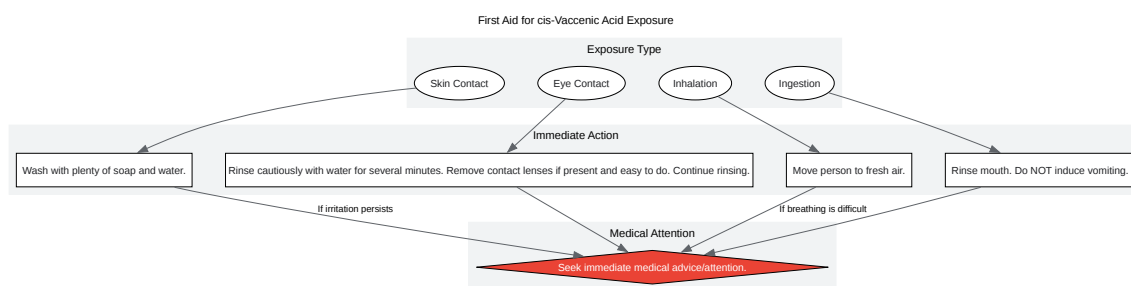 First Aid for cis-Vaccenic Acid Exposure
Exposure Type
Skin Contact
Eye Contact
Inhalation
Ingestion
Immediate Action
Wash with plenty of soap and water.
Rinse cautiously with water for several minutes. Remove contact lenses if present and easy to do. Continue rinsing.
Move person to fresh air.
Rinse mouth. Do NOT induce vomiting.
If irritation persists
If breathing is difficult
Medical Attention
Seek immediate medical advice/attention.